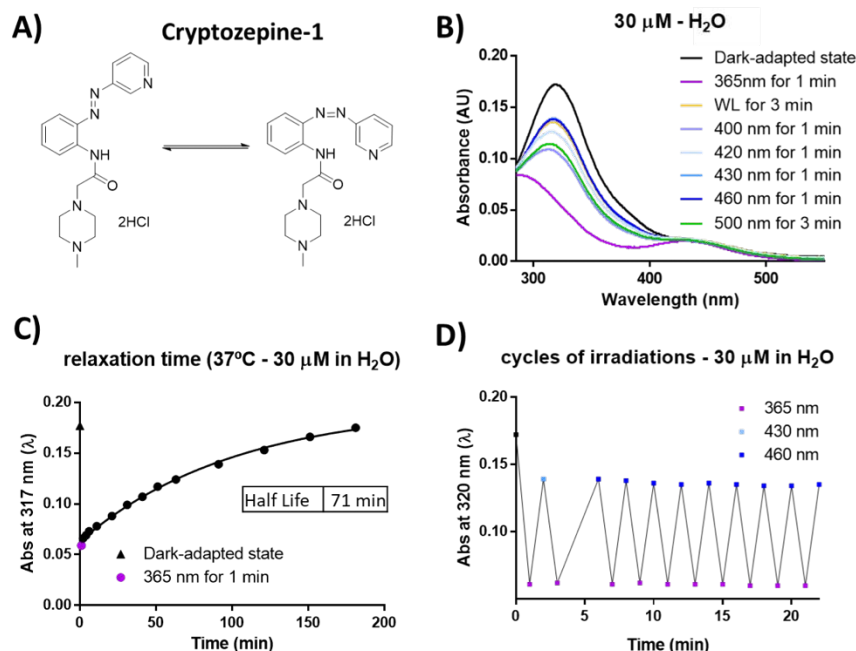 A)
Cryptozepine-1
N
N
N
NH
O
N
N
2HCl
N=N
N
NH
O
N
N
2HCl
B)
30 μM - H₂O
Absorbance (AU)
0.20
0.15
0.10
0.05
0.00
300
400
500
Wavelength (nm)
Dark-adapted state
365nm for 1 min
WL for 3 min
400 nm for 1 min
420 nm for 1 min
430 nm for 1 min
460 nm for 1 min
500 nm for 3 min
C)
relaxation time (37ºC - 30 μM in H₂O)
Abs at 317 nm (λ)
0.20
0.15
0.10
0.05
0.00
0
50
100
150
200
Time (min)
Half Life 71 min
Dark-adapted state
365 nm for 1 min
D)
cycles of irradiations - 30 μM in H₂O
Abs at 320 nm (λ)
0.20
0.15
0.10
0
5
10
15
20
Time (min)
365 nm
430 nm
460 nm